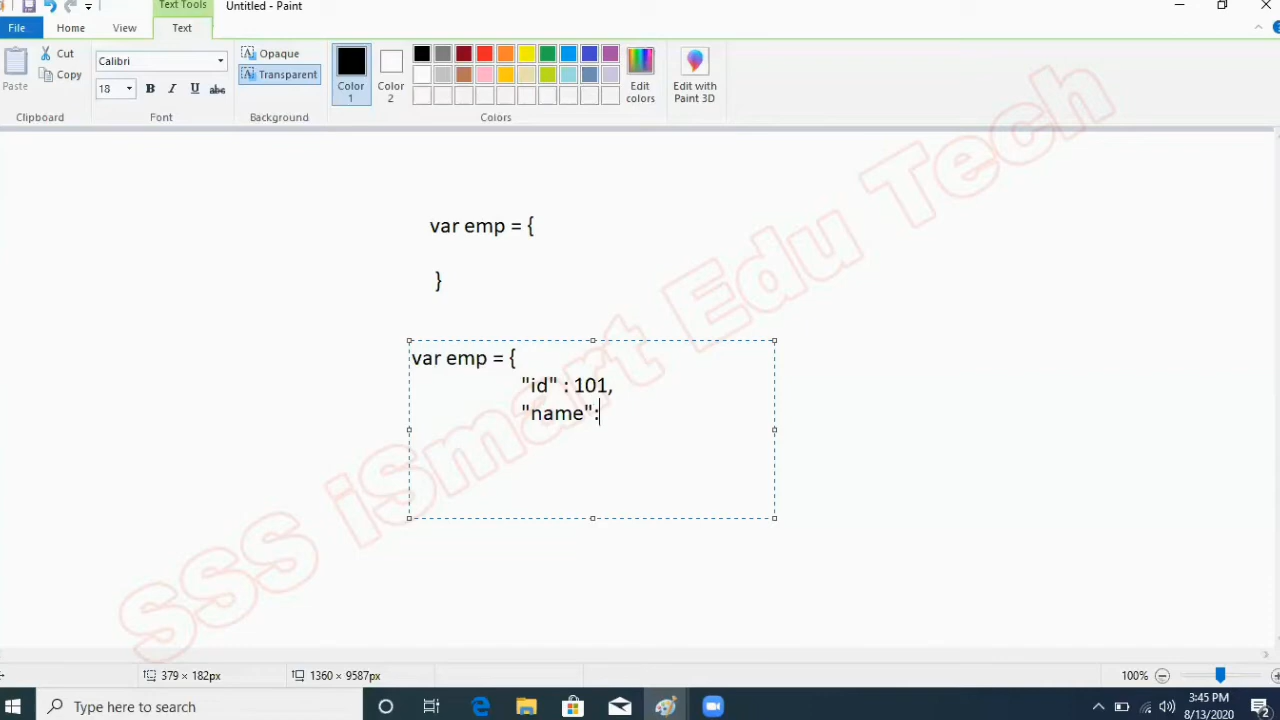 Text Tools
Untitled - Paint
File
Home
View
Text
Paste
Cut
Copy
Clipboard
Calibri
18
B I U abc
Font
Opaque
Transparent
Background
Color 1
Color 2
Edit colors
Colors
Edit with Paint 3D
var emp = {
}
var emp = {
"id" : 101,
"name":
SSS iSmart Edu Tech
379 × 182px
1360 × 9587px
100%
Type here to search
3:45 PM
8/13/2020
2